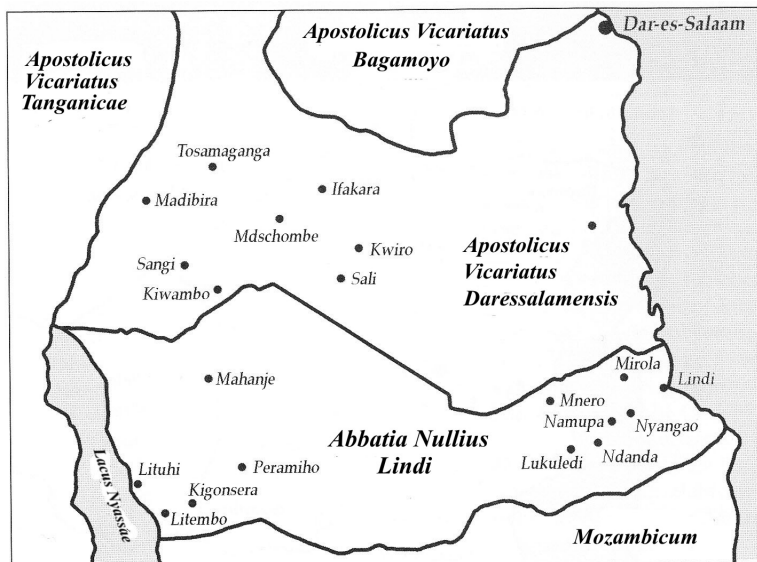 Apostolicus
Vicariatus
Tanganicae
Apostolicus Vicariatus
Bagamoyo
Dar-es-Salaam
Tosamaganga
Madibira
Ifakara
Mdschombe
Kwiro
Sangi
Sali
Kiwambo
Apostolicus
Vicariatus
Daressalamensis
Mahanje
Mirola
Lindi
Mnero
Namupa
Nyangao
Abbatia Nullius
Lindi
Lukuledi
Ndanda
Lituhi
Peramiho
Kigonsera
Litembo
Lacus Nyassae
Mozambicum